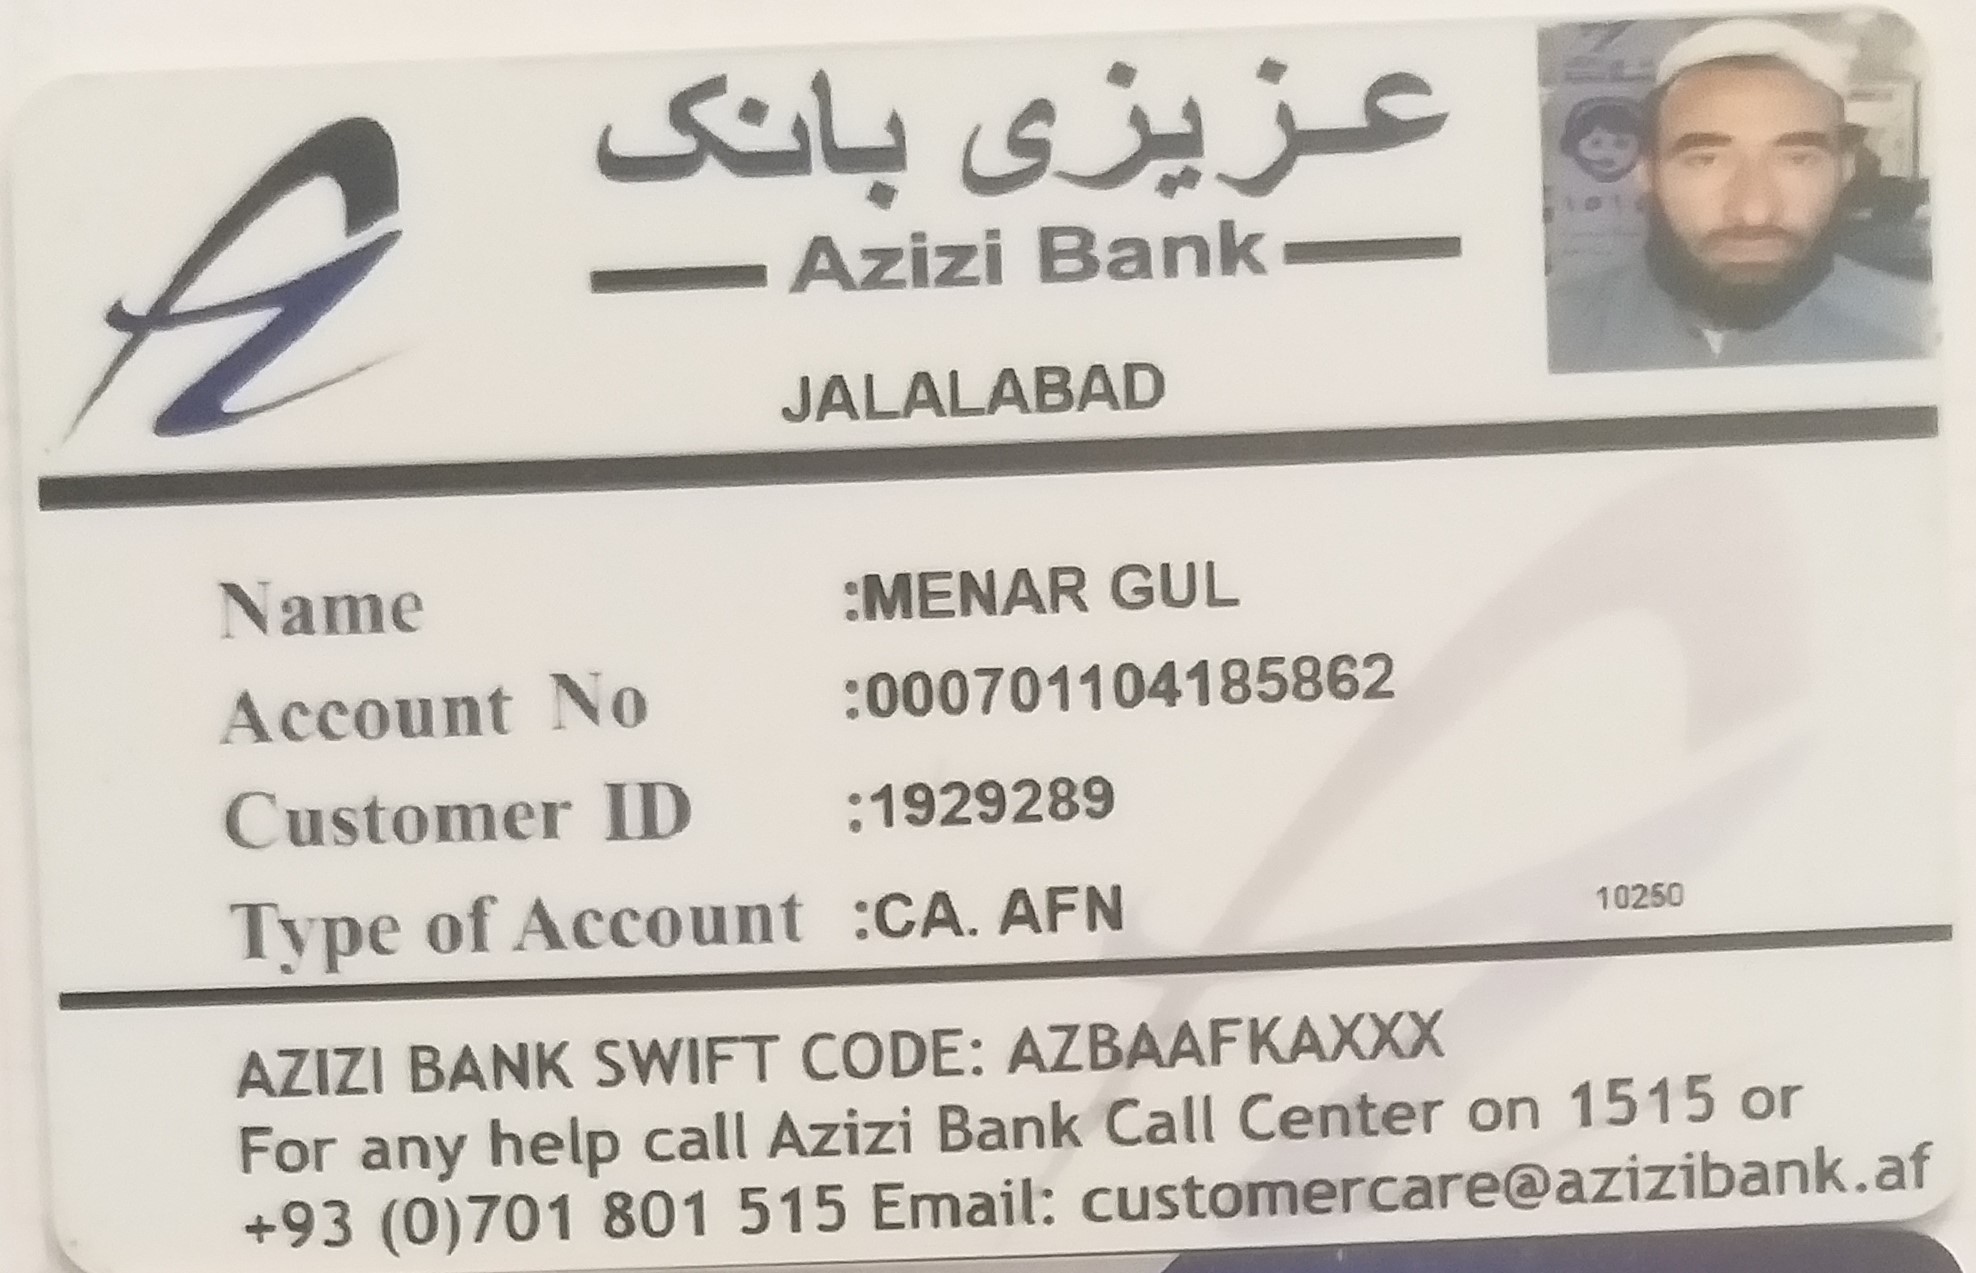 عزیزی بانک
Azizi Bank
JALALABAD
Name :MENAR GUL
Account No :000701104185862
Customer ID :1929289
Type of Account :CA. AFN
10250
AZIZI BANK SWIFT CODE: AZBAAFKAXXX
For any help call Azizi Bank Call Center on 1515 or
+93 (0)701 801 515 Email: customercare@azizibank.af